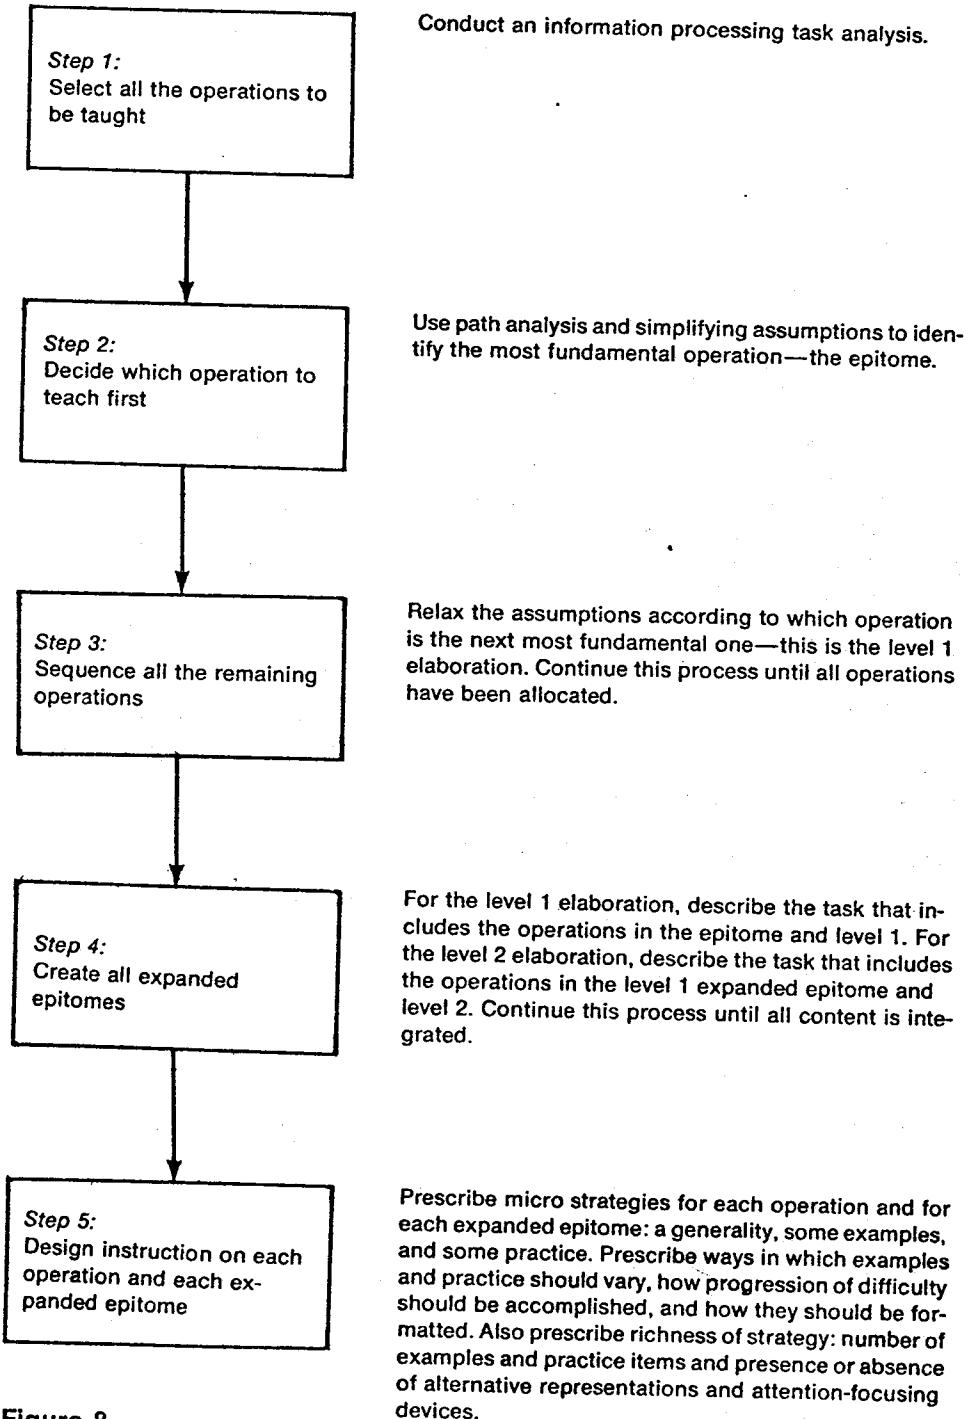 Conduct an information processing task analysis.
Step 1:
Select all the operations to
be taught
Use path analysis and simplifying assumptions to iden-
tify the most fundamental operation—the epitome.
Step 2:
Decide which operation to
teach first
Relax the assumptions according to which operation
is the next most fundamental one—this is the level 1
elaboration. Continue this process until all operations
have been allocated.
Step 3:
Sequence all the remaining
operations
For the level 1 elaboration, describe the task that in-
cludes the operations in the epitome and level 1. For
the level 2 elaboration, describe the task that includes
the operations in the level 1 expanded epitome and
level 2. Continue this process until all content is inte-
grated.
Step 4:
Create all expanded
epitomes
Prescribe micro strategies for each operation and for
each expanded epitome: a generality, some examples,
and some practice. Prescribe ways in which examples
and practice should vary, how progression of difficulty
should be accomplished, and how they should be for-
matted. Also prescribe richness of strategy: number of
examples and practice items and presence or absence
of alternative representations and attention-focusing
devices.
Step 5:
Design instruction on each
operation and each ex-
panded epitome
Figure 8